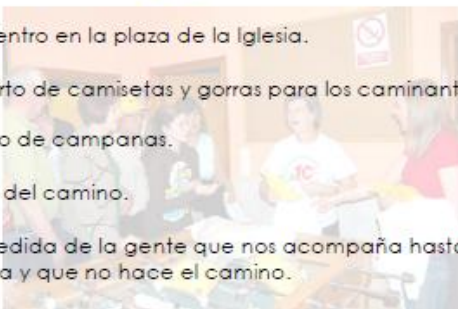 entro en la plaza de la Iglesia.
rto de camisetas y gorras para los caminant
o de campanas.
del camino.
edida de la gente que nos acompaña hasta
a y que no hace el camino.